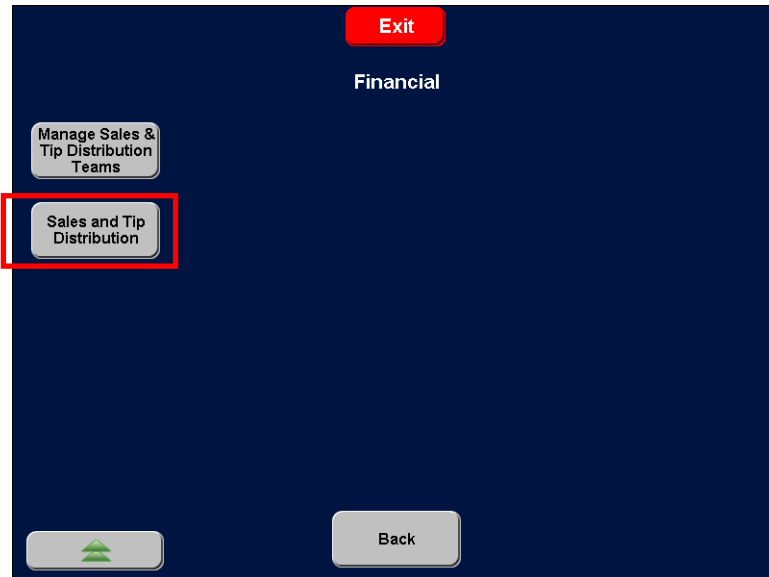 Exit
Financial
Manage Sales &
Tip Distribution
Teams
Sales and Tip
Distribution
Back